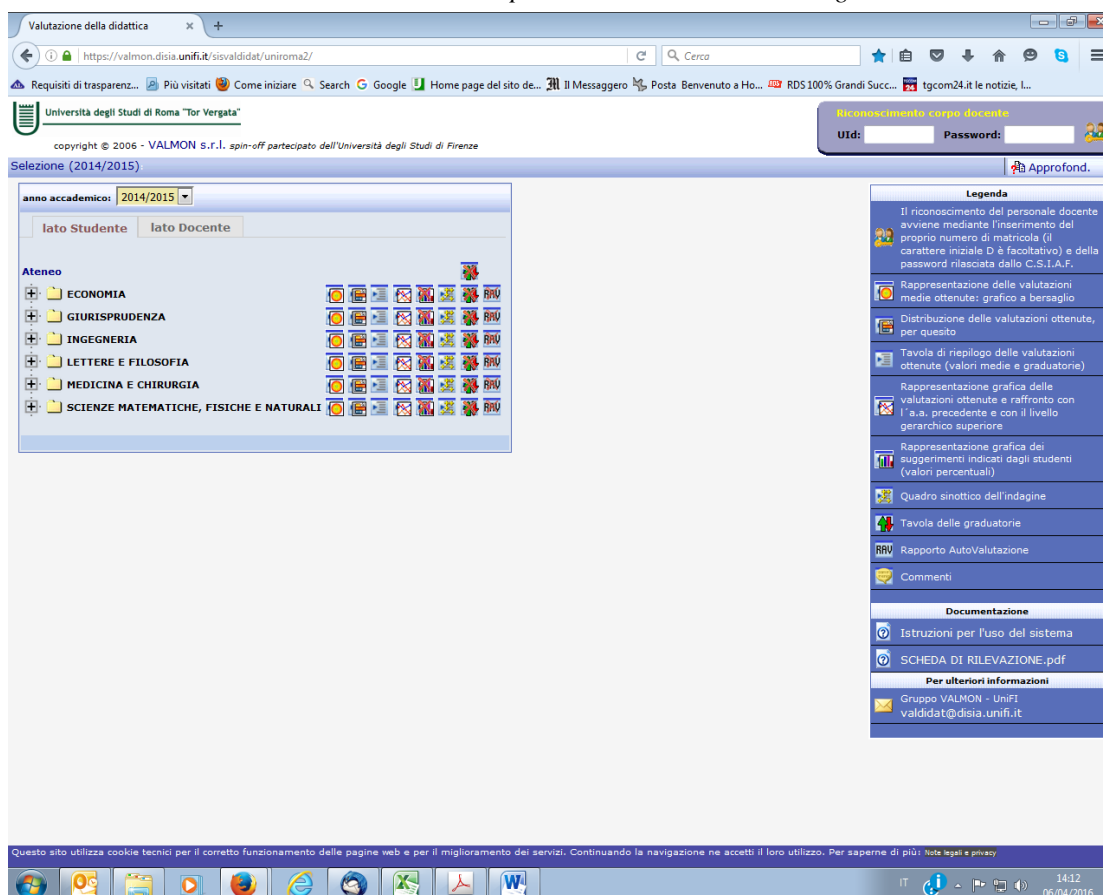 Valutazione della didattica × +
https://valmon.disia.unifi.it/sisvaldidat/uniroma2/ Cerca
Requisiti di trasparenz... Più visitati Come iniziare Search Google Home page del sito de... Il Messaggero Posta Benvenuto a Ho... RDS 100% Grandi Succ... tgcom24.it le notizie, l...
Università degli Studi di Roma "Tor Vergata"
copyright © 2006 - VALMON S.r.l. spin-off partecipato dell'Università degli Studi di Firenze
Riconoscimento corpo docente
UId: Password:
Selezione (2014/2015)
Approfond.
anno accademico: 2014/2015
lato Studente lato Docente
Ateneo
ECONOMIA RAV
GIURISPRUDENZA RAV
INGEGNERIA RAV
LETTERE E FILOSOFIA RAV
MEDICINA E CHIRURGIA RAV
SCIENZE MATEMATICHE, FISICHE E NATURALI RAV
Legenda
Il riconoscimento del personale docente
avviene mediante l'inserimento del
proprio numero di matricola (il
carattere iniziale D è facoltativo) e della
password rilasciata dallo C.S.I.A.F.
Rappresentazione delle valutazioni
medie ottenute: grafico a bersaglio
Distribuzione delle valutazioni ottenute,
per quesito
Tavola di riepilogo delle valutazioni
ottenute (valori medie e graduatorie)
Rappresentazione grafica delle
valutazioni ottenute e raffronto con
l´a.a. precedente e con il livello
gerarchico superiore
Rappresentazione grafica dei
suggerimenti indicati dagli studenti
(valori percentuali)
Quadro sinottico dell'indagine
Tavola delle graduatorie
RAV Rapporto AutoValutazione
Commenti
Documentazione
Istruzioni per l'uso del sistema
SCHEDA DI RILEVAZIONE.pdf
Per ulteriori informazioni
Gruppo VALMON - UniFI
valdidat@disia.unifi.it
Questo sito utilizza cookie tecnici per il corretto funzionamento delle pagine web e per il miglioramento dei servizi. Continuando la navigazione ne accetti il loro utilizzo. Per saperne di più: Note legali e privacy
IT 14:12
06/04/2016